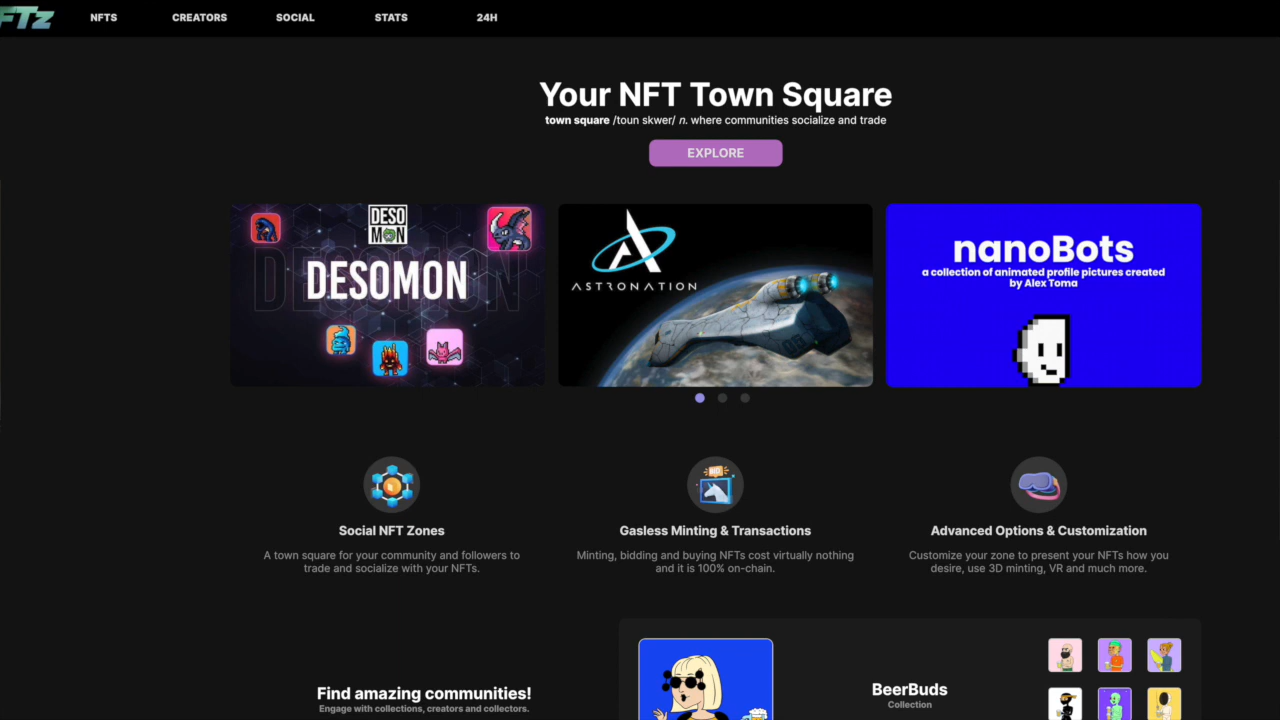 FTz
NFTS
CREATORS
SOCIAL
STATS
24H
Your NFT Town Square
town square /toun skwer/ n. where communities socialize and trade
EXPLORE
DESO
MON
DESOMON
DESOMON
ASTRONATION
nanoBots
a collection of animated profile pictures created
by Alex Toma
BID
Social NFT Zones
A town square for your community and followers to
trade and socialize with your NFTs.
Gasless Minting & Transactions
Minting, bidding and buying NFTs cost virtually nothing
and it is 100% on-chain.
Advanced Options & Customization
Customize your zone to present your NFTs how you
desire, use 3D minting, VR and much more.
Find amazing communities!
Engage with collections, creators and collectors.
BeerBuds
Collection